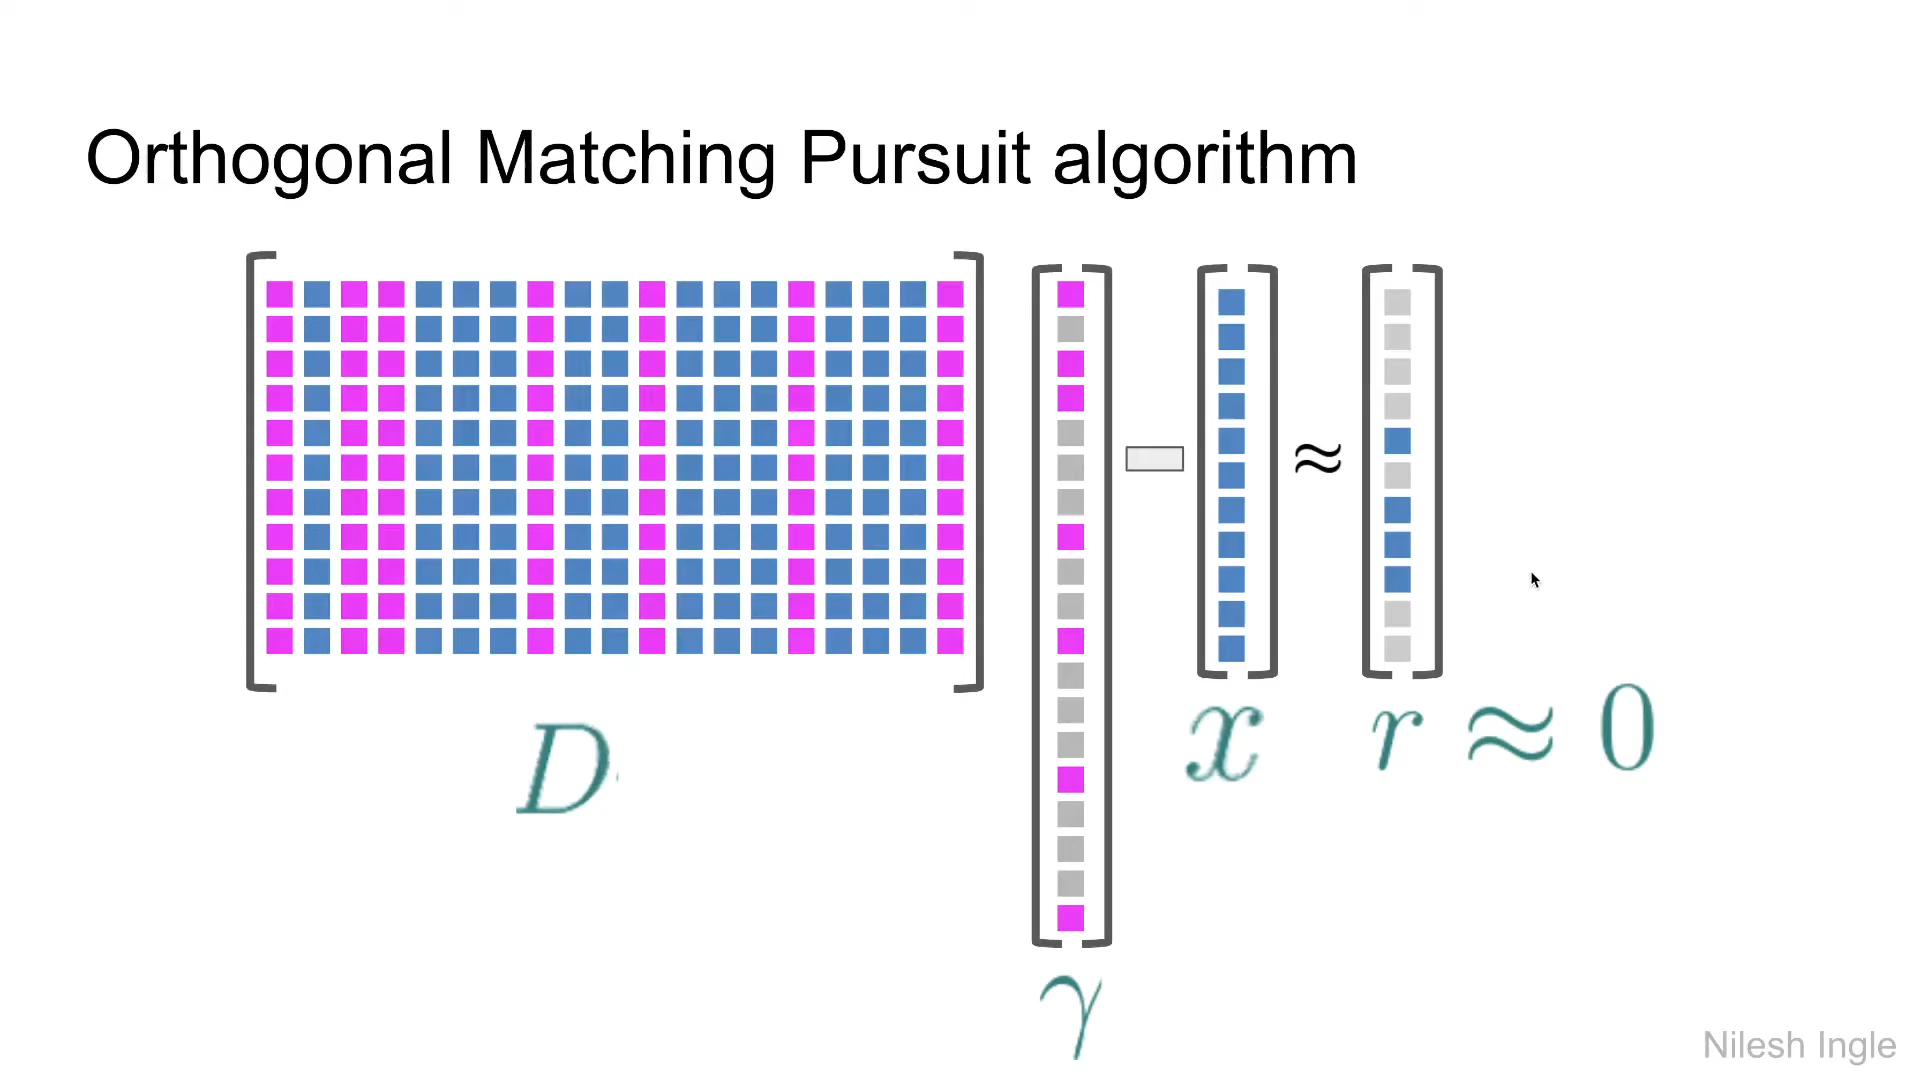 Orthogonal Matching Pursuit algorithm
≈
D
x
r ≈ 0
γ
Nilesh Ingle